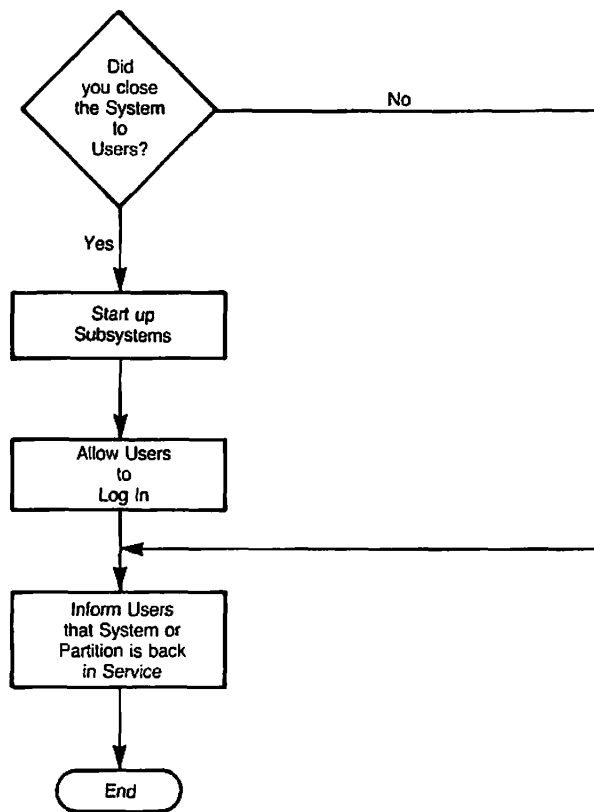 Did
you close
the System
to
Users?
No
Yes
Start up
Subsystems
Allow Users
to
Log In
Inform Users
that System or
Partition is back
in Service
End